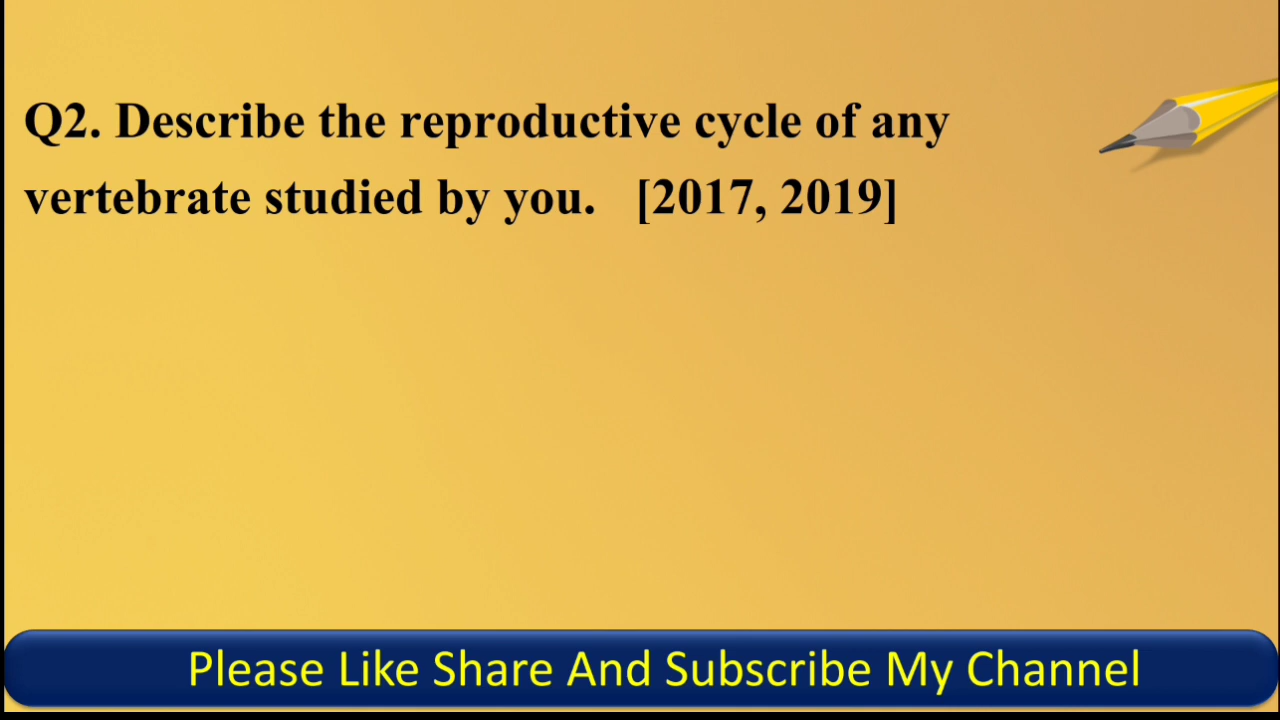 Q2. Describe the reproductive cycle of any
vertebrate studied by you. [2017, 2019]
Please Like Share And Subscribe My Channel